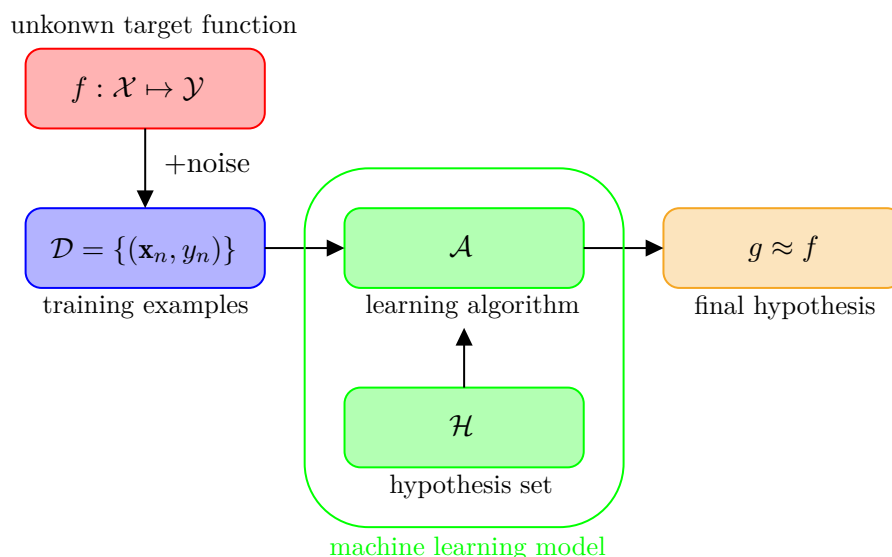 unkonwn target function
f : 𝒳 ↦ 𝒴
+noise
𝒟 = {(𝐱ₙ, yₙ)}
training examples
𝒜
learning algorithm
g ≈ f
final hypothesis
ℋ
hypothesis set
machine learning model